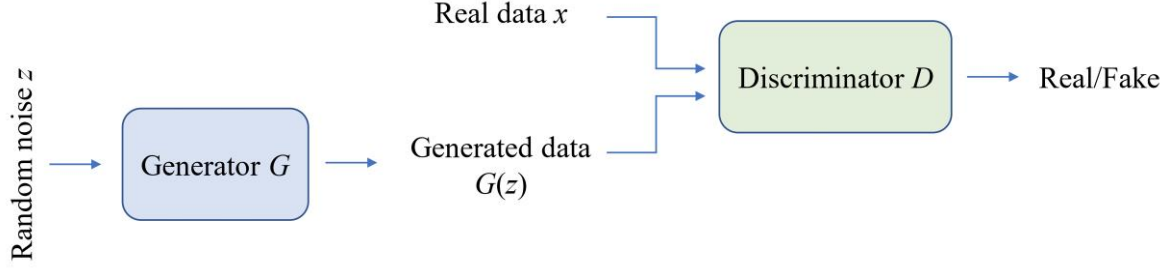 Real data x
Random noise z
Generator G
Generated data
G(z)
Discriminator D
Real/Fake